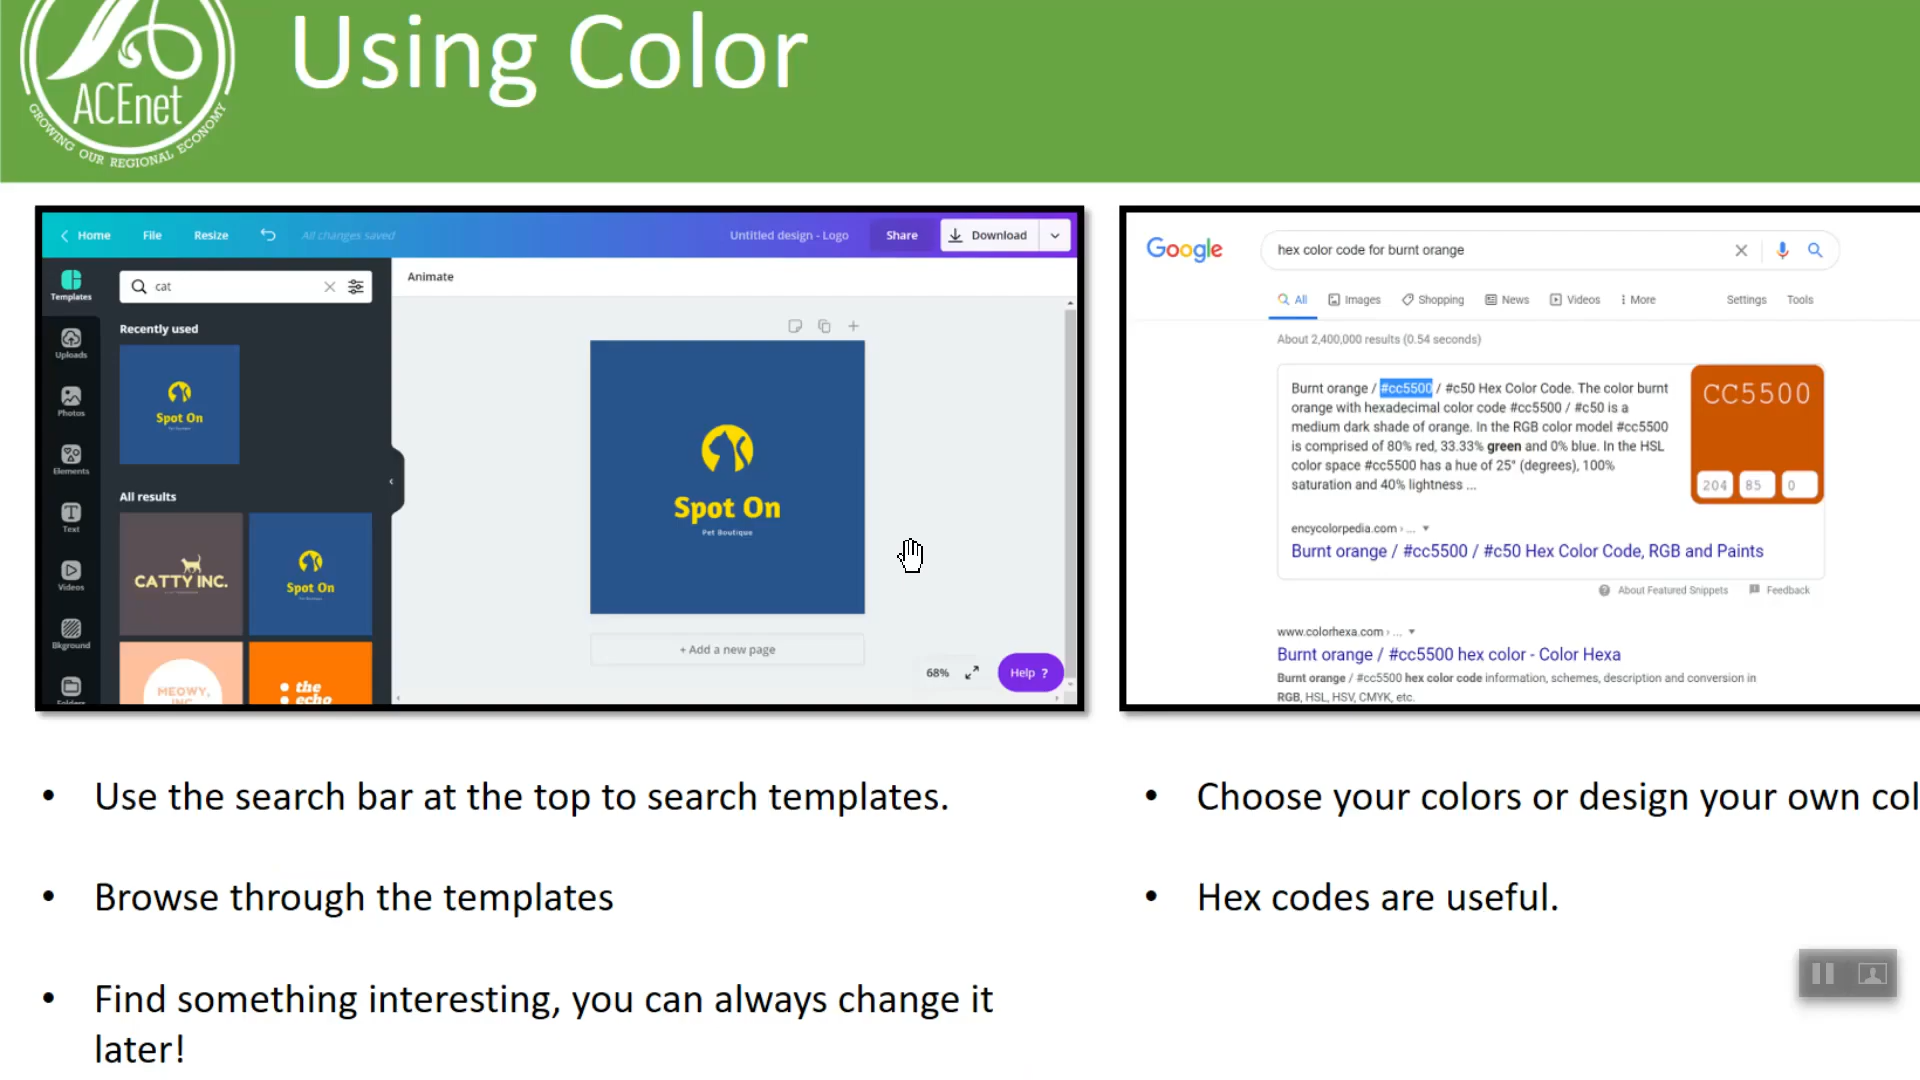 Using Color
ACEnet
GROWING OUR REGIONAL ECONOMY
Home File Resize All changes saved Untitled design - Logo Share Download
Templates
cat
Animate
Recently used
Uploads
Spot On
Photos
Elements
All results
Text
CATTY INC.
Spot On
Videos
Bkground
MEOWY,
INC
the
echo
Folders
Spot On
Pet Boutique
+ Add a new page
68%
Help ?
Google
hex color code for burnt orange
All Images Shopping News Videos More Settings Tools
About 2,400,000 results (0.54 seconds)
Burnt orange / #cc5500 / #c50 Hex Color Code. The color burnt
orange with hexadecimal color code #cc5500 / #c50 is a
medium dark shade of orange. In the RGB color model #cc5500
is comprised of 80% red, 33.33% green and 0% blue. In the HSL
color space #cc5500 has a hue of 25° (degrees), 100%
saturation and 40% lightness ...
CC5500
204 85 0
encycolorpedia.com › ...
Burnt orange / #cc5500 / #c50 Hex Color Code, RGB and Paints
About Featured Snippets Feedback
www.colorhexa.com › ...
Burnt orange / #cc5500 hex color - Color Hexa
Burnt orange / #cc5500 hex color code information, schemes, description and conversion in
RGB, HSL, HSV, CMYK, etc.
• Use the search bar at the top to search templates.
• Browse through the templates
• Find something interesting, you can always change it
later!
• Choose your colors or design your own col
• Hex codes are useful.